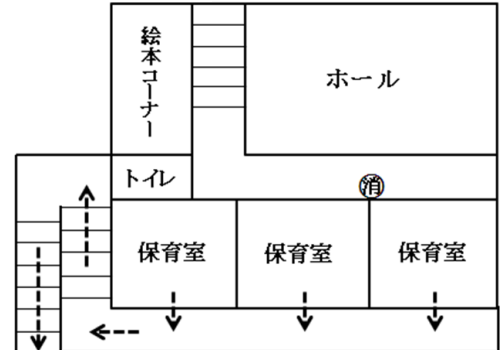 絵本コーナー
ホール
トイレ
消
保育室
保育室
保育室